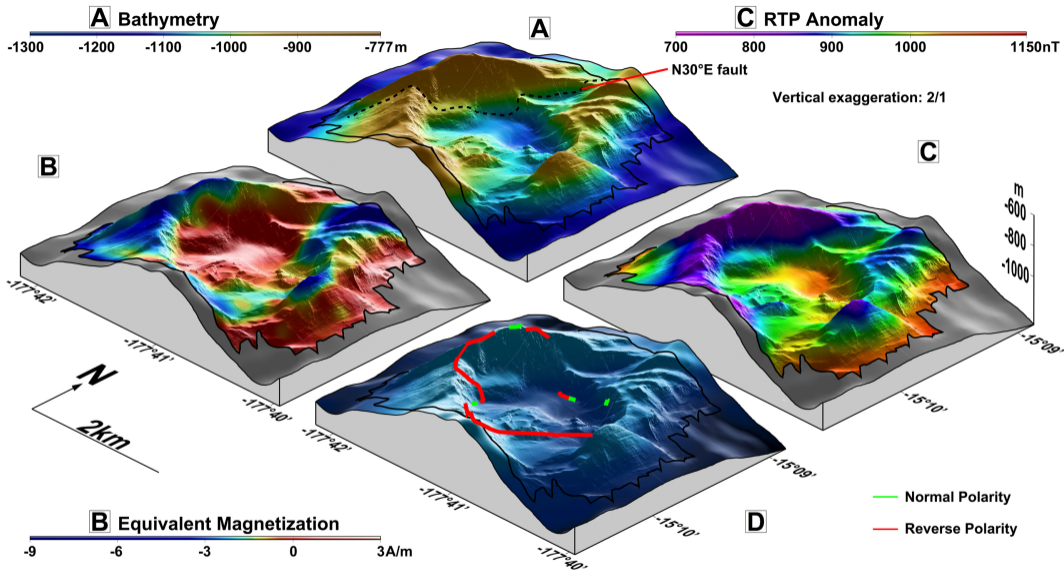 A Bathymetry
-1300 -1200 -1100 -1000 -900 -777m
A
C RTP Anomaly
700 800 900 1000 1150nT
N30°E fault
Vertical exaggeration: 2/1
B
C
m
-600
-800
-1000
-177°42'
-177°41'
-177°40'
-15°09'
-15°10'
N
2km
-177°42'
-177°41'
-177°40'
-15°09'
-15°10'
D
Normal Polarity
Reverse Polarity
B Equivalent Magnetization
-9 -6 -3 0 3A/m